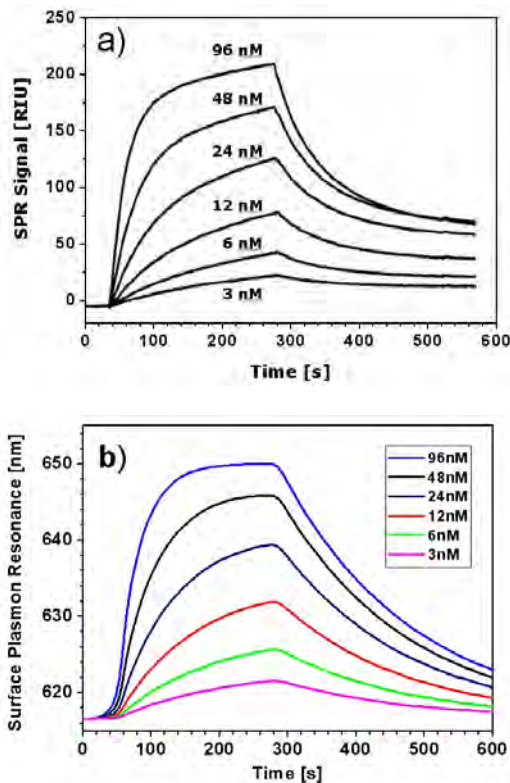 a)
250
200
150
100
50
0
SPR Signal [RIU]
96 nM
48 nM
24 nM
12 nM
6 nM
3 nM
0 100 200 300 400 500 600
Time [s]
b)
650
640
630
620
Surface Plasmon Resonance [nm]
96nM
48nM
24nM
12nM
6nM
3nM
0 100 200 300 400 500 600
Time [s]